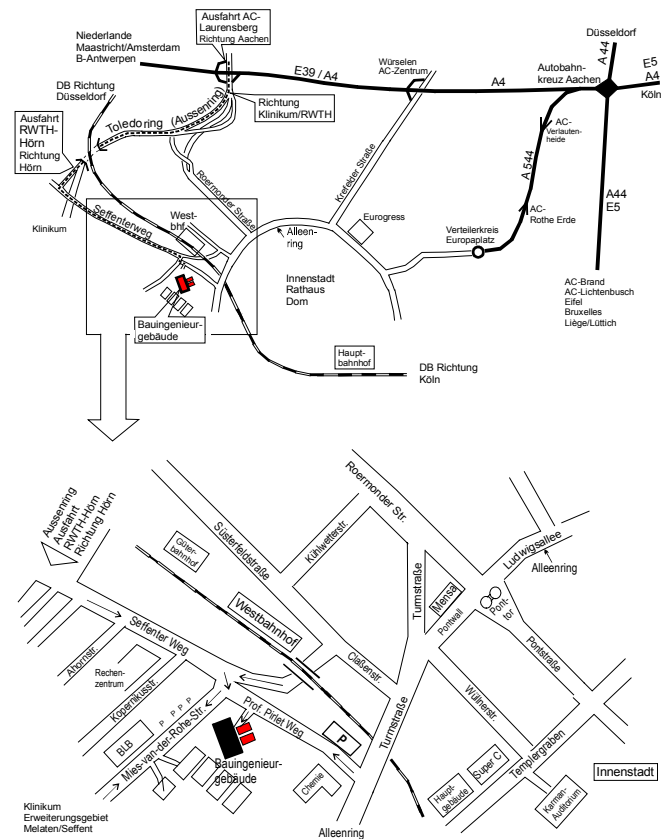 Ausfahrt AC-
Laurensberg
Richtung Aachen
Niederlande
Maastricht/Amsterdam
B-Antwerpen
E39 / A4
Würselen
AC-Zentrum
A4
Düsseldorf
A 44
Autobahn-
kreuz Aachen
E5
A4
Köln
DB Richtung
Düsseldorf
Richtung
Klinikum/RWTH
Toledoring (Aussenring)
Ausfahrt
RWTH-
Hörn
Richtung
Hörn
AC-
Verlauten-
heide
A 544
Krefelder Straße
Roermonder Straße
Klinikum
Seffenterweg
West-
bhf.
Alleen-
ring
Eurogress
Verteilerkreis
Europaplatz
AC-
Rothe Erde
A44
E5
Innenstadt
Rathaus
Dom
AC-Brand
AC-Lichtenbusch
Eifel
Bruxelles
Liège/Lüttich
Bauingenieur-
gebäude
Haupt-
bahnhof
DB Richtung
Köln
Aussenring
Ausfahrt
RWTH-Hörn
Richtung Hörn
Roermonder Str.
Süsterfeldstraße
Kühlwetterstr.
Güter-
bahnhof
Ludwigsallee
Alleenring
Turmstraße
Mensa
Pontwall
Pont-
tor
Pontstraße
Westbahnhof
Seffenter Weg
Ahornstr.
Rechen-
zentrum
Kopernikusstr.
Claßenstr.
Turmstraße
Wüllnerstr.
P P P P
Prof. Pirlet Weg
P
BLB
Mies-van-der-Rohe-Str.
Bauingenieur-
gebäude
Chemie
Super C
Haupt-
gebäude
Templergraben
Innenstadt
Karman-
Auditorium
Klinikum
Erweiterungsgebiet
Melaten/Seffent
Alleenring